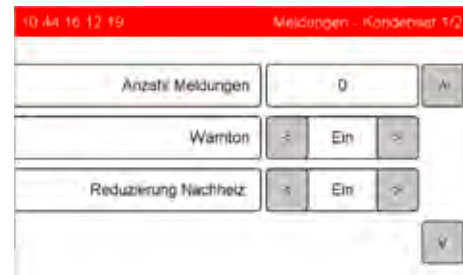 10:44 16.12.19 Meldungen - Kondensat 1/2
Anzahl Meldungen 0 ʌ
Warnton < Ein >
Reduzierung Nachheiz. < Ein >
v